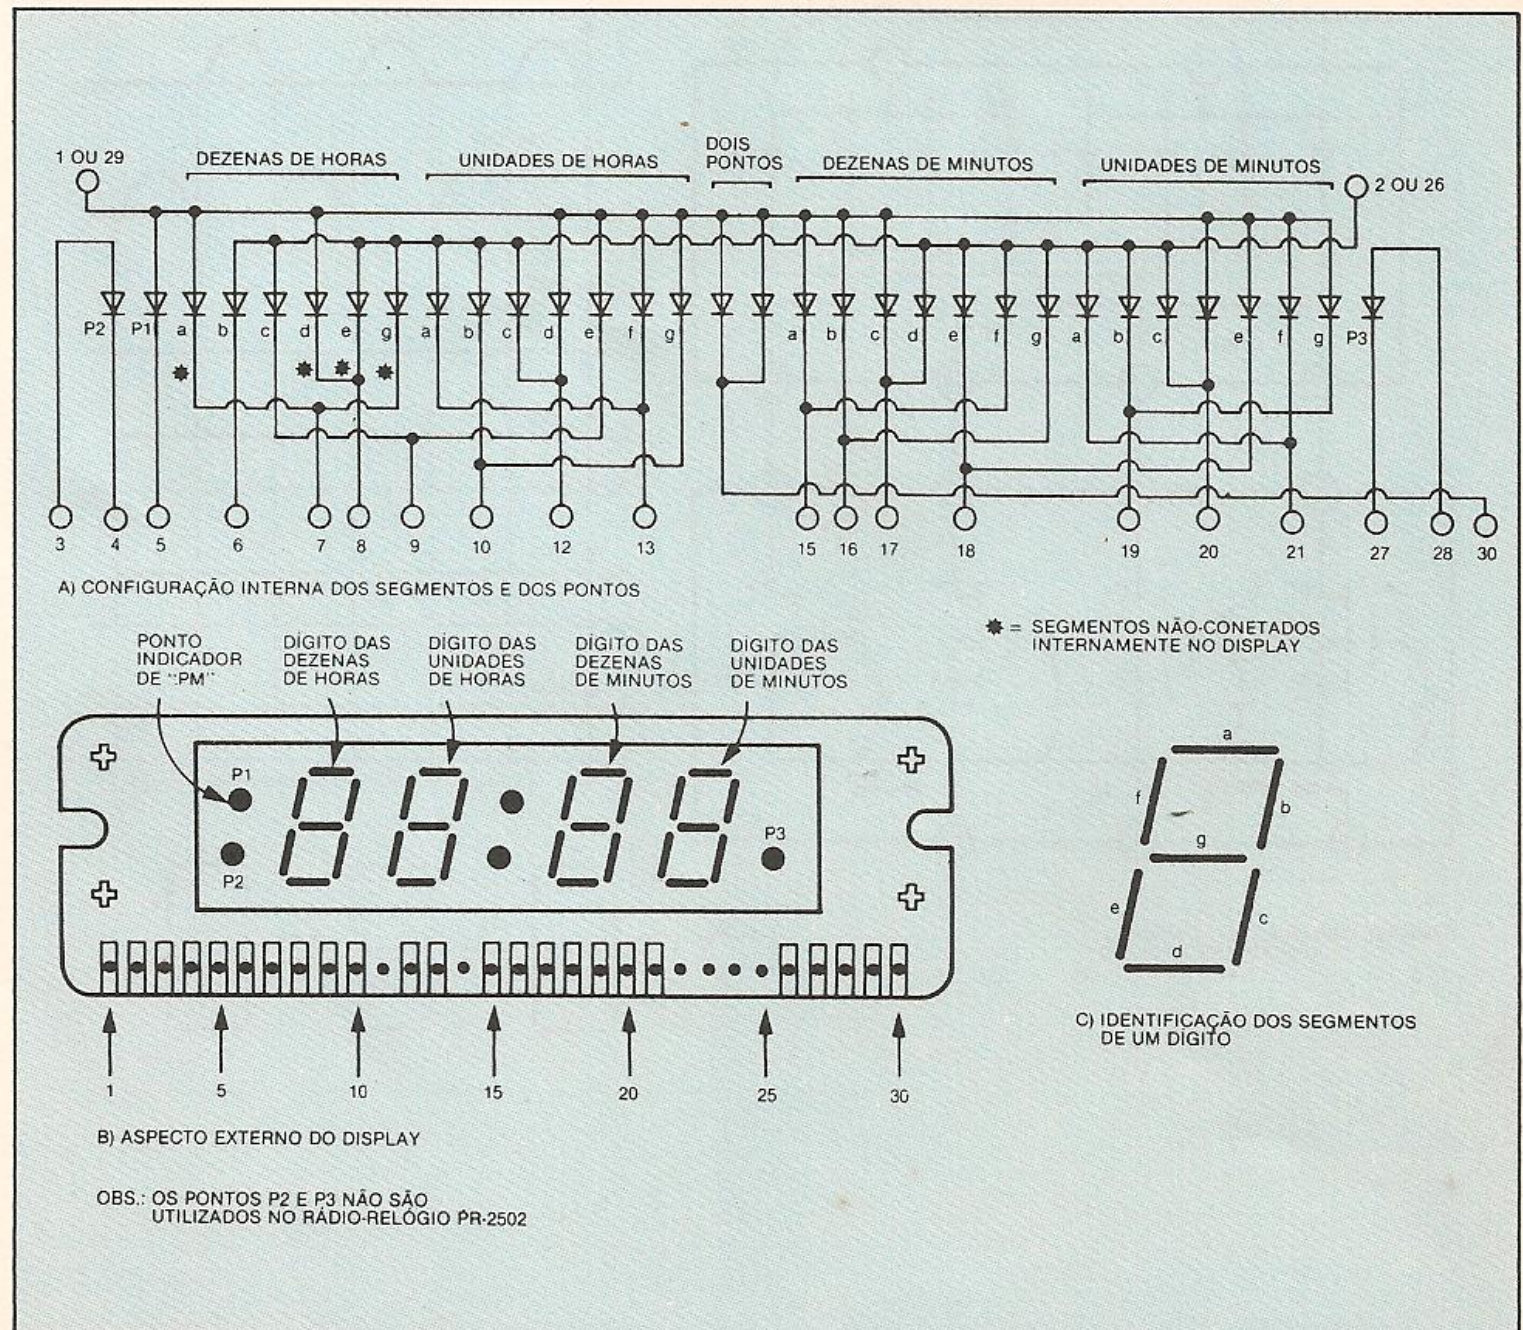 1 OU 29
DEZENAS DE HORAS
UNIDADES DE HORAS
DOIS
PONTOS
DEZENAS DE MINUTOS
UNIDADES DE MINUTOS
2 OU 26
P2 P1 a b c d e g a b c d e f g a b c d e f g a b c e f g P3
3 4 5 6 7 8 9 10 12 13 15 16 17 18 19 20 21 27 28 30
A) CONFIGURAÇÃO INTERNA DOS SEGMENTOS E DOS PONTOS
= SEGMENTOS NÃO-CONETADOS
INTERNAMENTE NO DISPLAY
PONTO
INDICADOR
DE "PM"
DÍGITO DAS
DEZENAS
DE HORAS
DÍGITO DAS
UNIDADES
DE HORAS
DÍGITO DAS
DEZENAS
DE MINUTOS
DÍGITO DAS
UNIDADES
DE MINUTOS
P1
P2
P3
1 5 10 15 20 25 30
B) ASPECTO EXTERNO DO DISPLAY
a
f
b
g
e
c
d
C) IDENTIFICAÇÃO DOS SEGMENTOS
DE UM DÍGITO
OBS.: OS PONTOS P2 E P3 NÃO SÃO
UTILIZADOS NO RÁDIO-RELÓGIO PR-2502